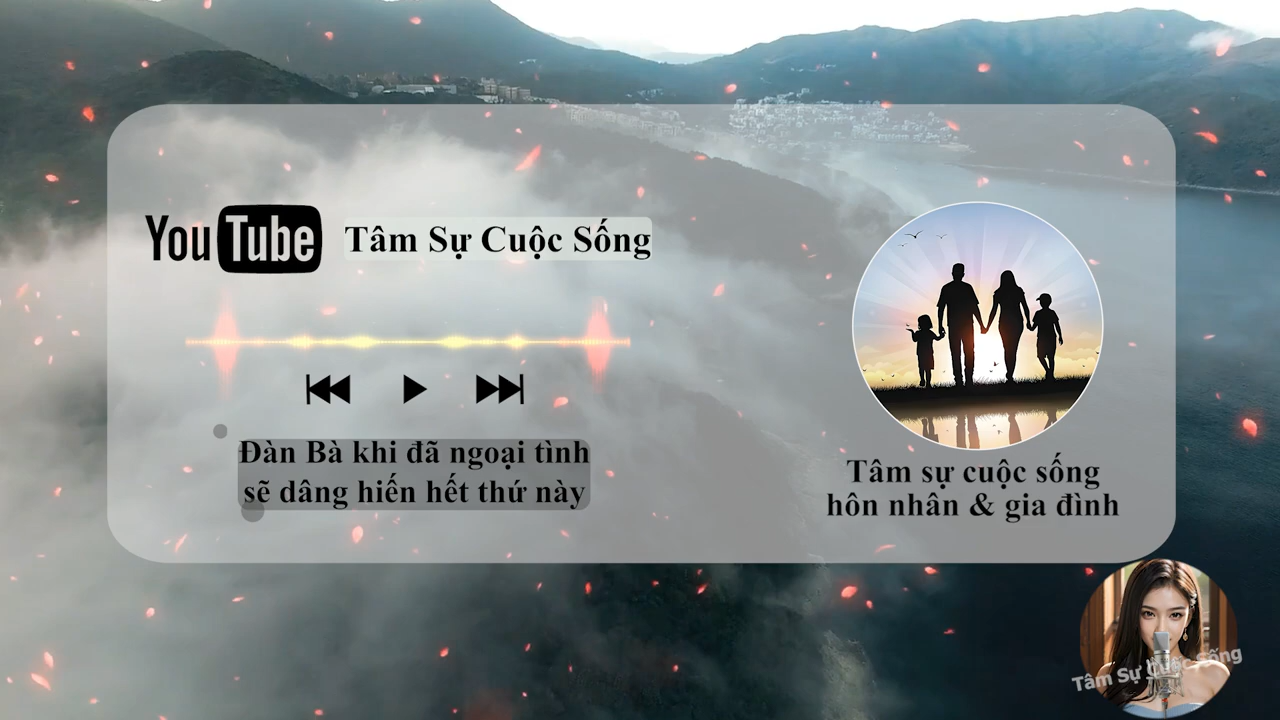 YouTube Tâm Sự Cuộc Sống
Đàn Bà khi đã ngoại tình
sẽ dâng hiến hết thứ này
Tâm sự cuộc sống
hôn nhân & gia đình
Tâm Sự Cuộc Sống